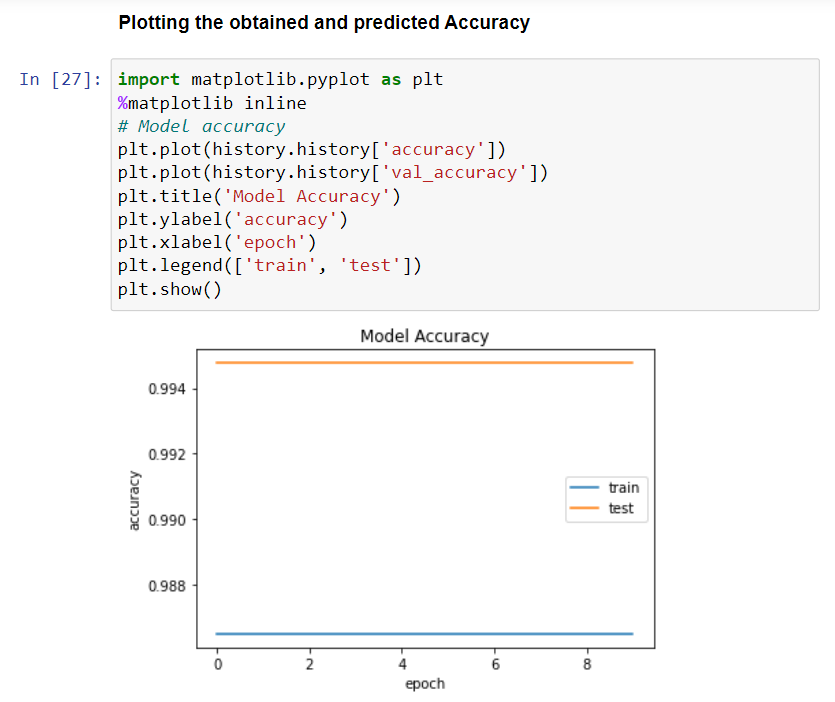 Plotting the obtained and predicted Accuracy
In [27]: import matplotlib.pyplot as plt
%matplotlib inline
# Model accuracy
plt.plot(history.history['accuracy'])
plt.plot(history.history['val_accuracy'])
plt.title('Model Accuracy')
plt.ylabel('accuracy')
plt.xlabel('epoch')
plt.legend(['train', 'test'])
plt.show()
Model Accuracy
0.994
0.992
0.990
0.988
accuracy
train
test
0 2 4 6 8
epoch